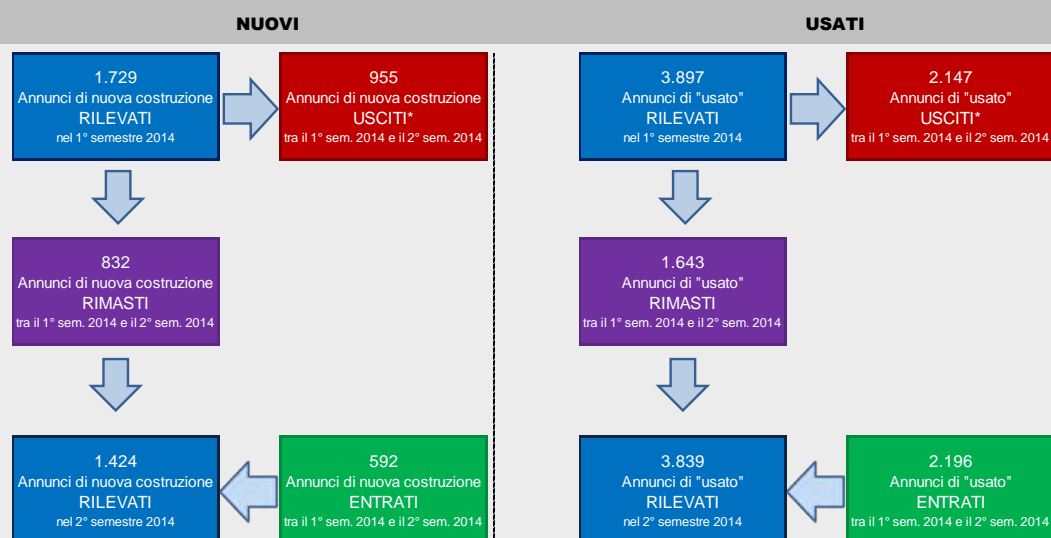 NUOVI
USATI
1.729
Annunci di nuova costruzione
RILEVATI
nel 1° semestre 2014
955
Annunci di nuova costruzione
USCITI*
tra il 1° sem. 2014 e il 2° sem. 2014
3.897
Annunci di "usato"
RILEVATI
nel 1° semestre 2014
2.147
Annunci di "usato"
USCITI*
tra il 1° sem. 2014 e il 2° sem. 2014
832
Annunci di nuova costruzione
RIMASTI
tra il 1° sem. 2014 e il 2° sem. 2014
1.643
Annunci di "usato"
RIMASTI
tra il 1° sem. 2014 e il 2° sem. 2014
1.424
Annunci di nuova costruzione
RILEVATI
nel 2° semestre 2014
592
Annunci di nuova costruzione
ENTRATI
tra il 1° sem. 2014 e il 2° sem. 2014
3.839
Annunci di "usato"
RILEVATI
nel 2° semestre 2014
2.196
Annunci di "usato"
ENTRATI
tra il 1° sem. 2014 e il 2° sem. 2014